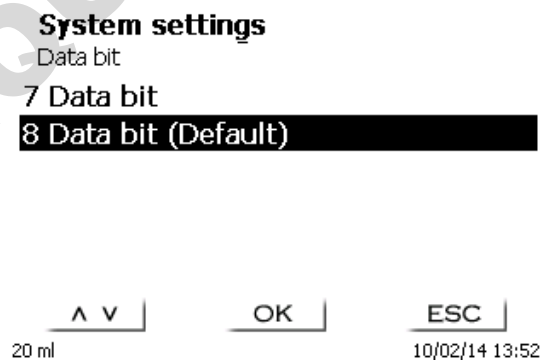 System settings
Data bit
7 Data bit
8 Data bit (Default)
∧ ∨ OK ESC
20 ml 10/02/14 13:52